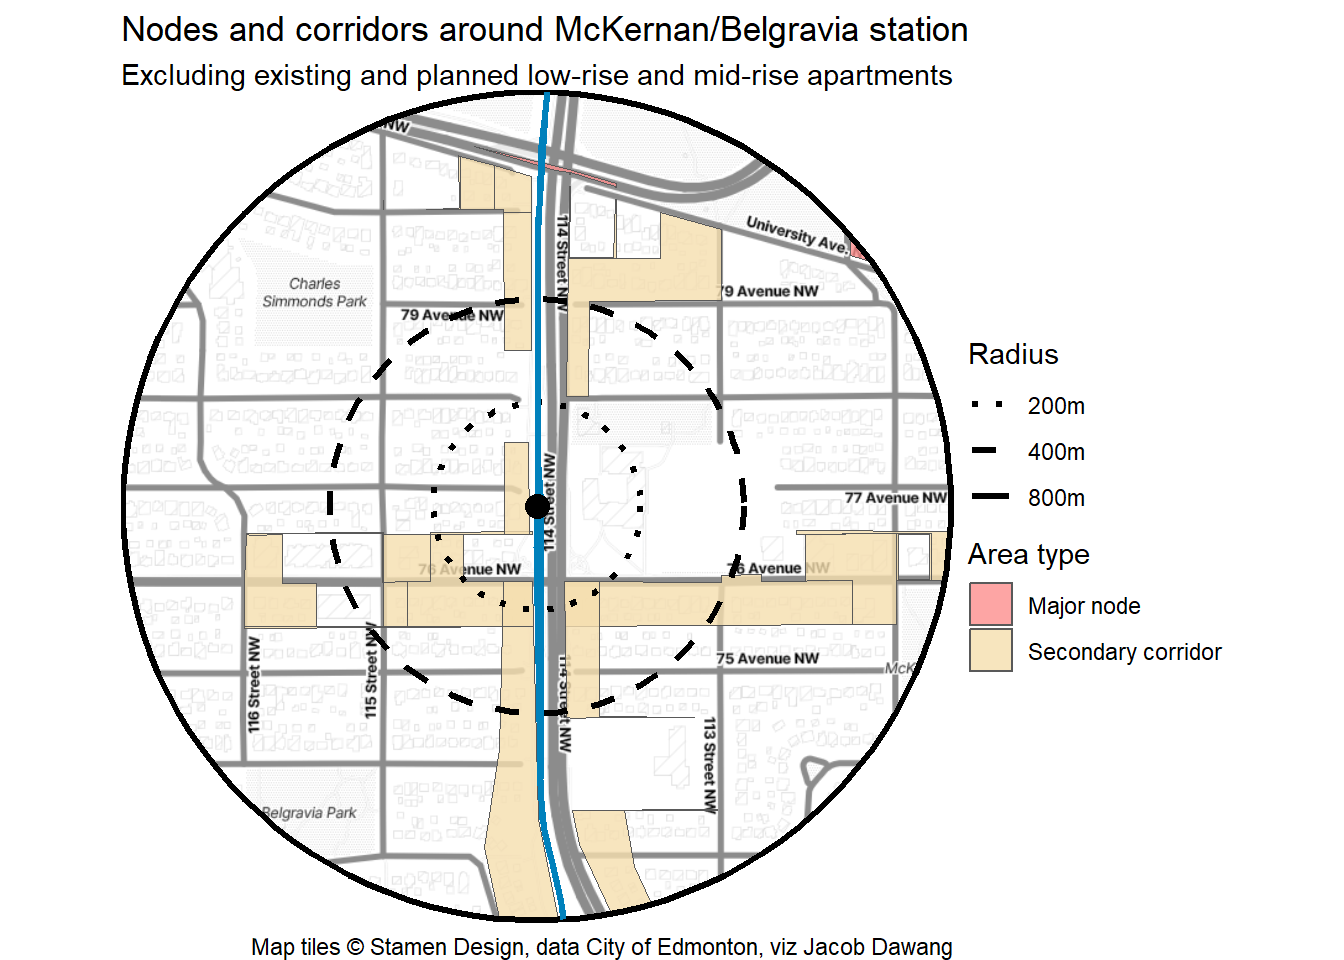 Nodes and corridors around McKernan/Belgravia station
Excluding existing and planned low-rise and mid-rise apartments
NW
114 Street NW
University Ave.
Charles
Simmonds Park
79 Avenue NW
79 Avenue NW
114 Street NW
77 Avenue NW
76 Avenue NW
76 Avenue NW
116 Street NW
115 Street NW
75 Avenue NW
114 Street NW
McK
113 Street NW
Belgravia Park
Radius
200m
400m
800m
Area type
Major node
Secondary corridor
Map tiles © Stamen Design, data City of Edmonton, viz Jacob Dawang